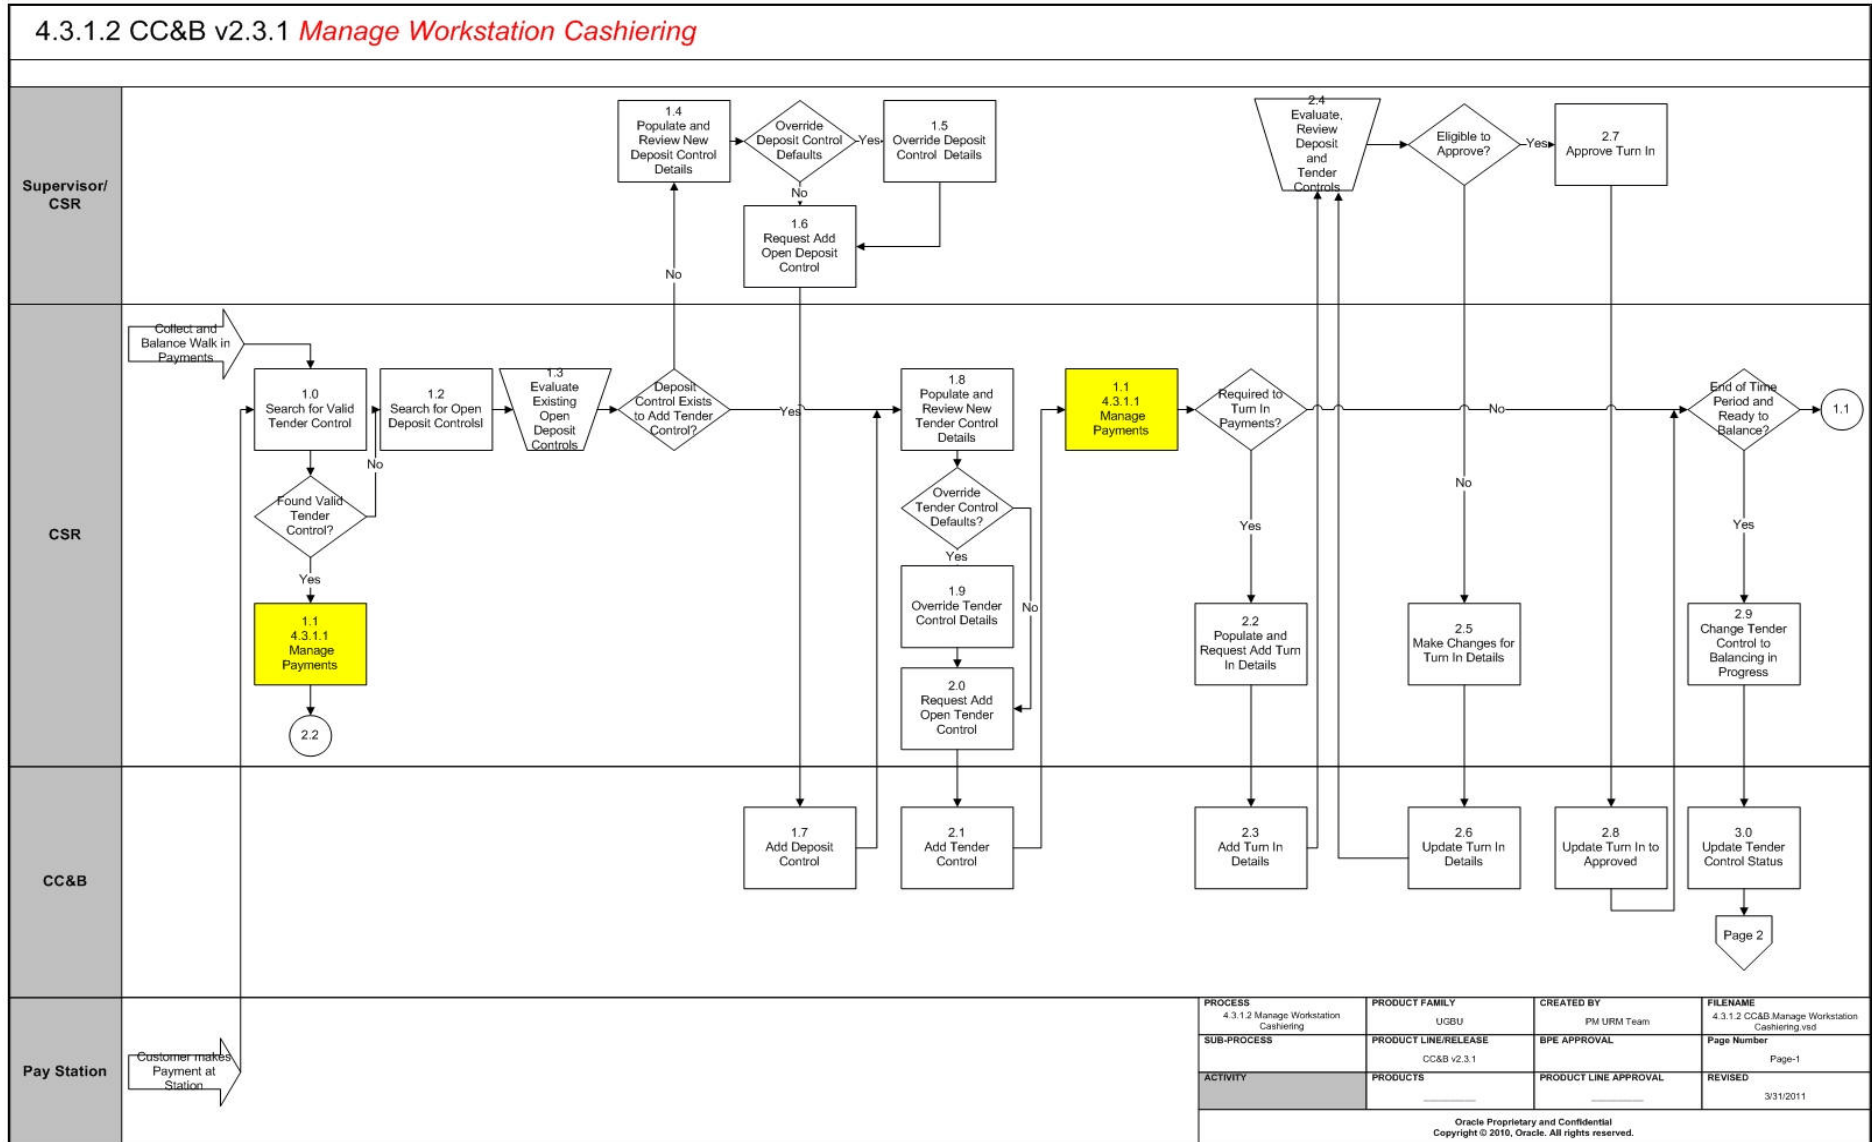 4.3.1.2 CC&B v2.3.1 Manage Workstation Cashiering
Supervisor/
CSR
1.4
Populate and
Review New
Deposit Control
Details
Override
Deposit Control
Defaults
Yes
1.5
Override Deposit
Control Details
No
1.6
Request Add
Open Deposit
Control
No
2.4
Evaluate,
Review
Deposit
and
Tender
Controls
Eligible to
Approve?
Yes
2.7
Approve Turn In
CSR
Collect and
Balance Walk in
Payments
1.0
Search for Valid
Tender Control
Found Valid
Tender
Control?
No
Yes
1.1
4.3.1.1
Manage
Payments
2.2
1.2
Search for Open
Deposit Controlsl
1.3
Evaluate
Existing
Open
Deposit
Controls
Deposit
Control Exists
to Add Tender
Control?
Yes
1.8
Populate and
Review New
Tender Control
Details
Override
Tender Control
Defaults?
Yes
No
1.9
Override Tender
Control Details
2.0
Request Add
Open Tender
Control
1.1
4.3.1.1
Manage
Payments
Required to
Turn In
Payments?
No
Yes
2.2
Populate and
Request Add Turn
In Details
No
2.5
Make Changes for
Turn In Details
End of Time
Period and
Ready to
Balance?
1.1
Yes
2.9
Change Tender
Control to
Balancing in
Progress
CC&B
1.7
Add Deposit
Control
2.1
Add Tender
Control
2.3
Add Turn In
Details
2.6
Update Turn In
Details
2.8
Update Turn In to
Approved
3.0
Update Tender
Control Status
Page 2
Pay Station
Customer makes
Payment at
Station
PROCESS
4.3.1.2 Manage Workstation
Cashiering
PRODUCT FAMILY
UGBU
CREATED BY
PM URM Team
FILENAME
4.3.1.2 CC&B.Manage Workstation
Cashiering.vsd
SUB-PROCESS
PRODUCT LINE/RELEASE
CC&B v2.3.1
BPE APPROVAL
Page Number
Page-1
ACTIVITY
PRODUCTS
PRODUCT LINE APPROVAL
REVISED
3/31/2011
Oracle Proprietary and Confidential
Copyright © 2010, Oracle. All rights reserved.